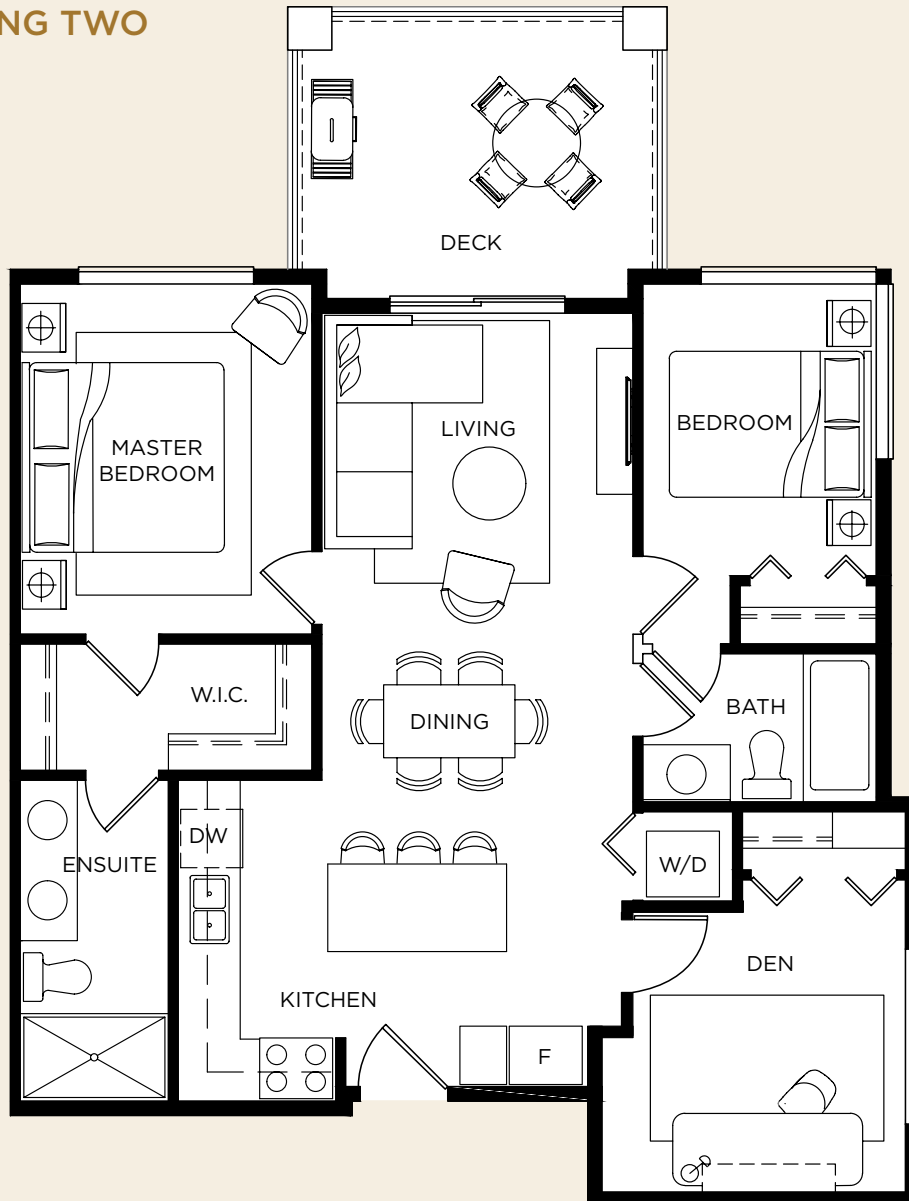 NG TWO
DECK
LIVING
BEDROOM
MASTER
BEDROOM
W.I.C.
DINING
BATH
DW
ENSUITE
W/D
DEN
KITCHEN
F